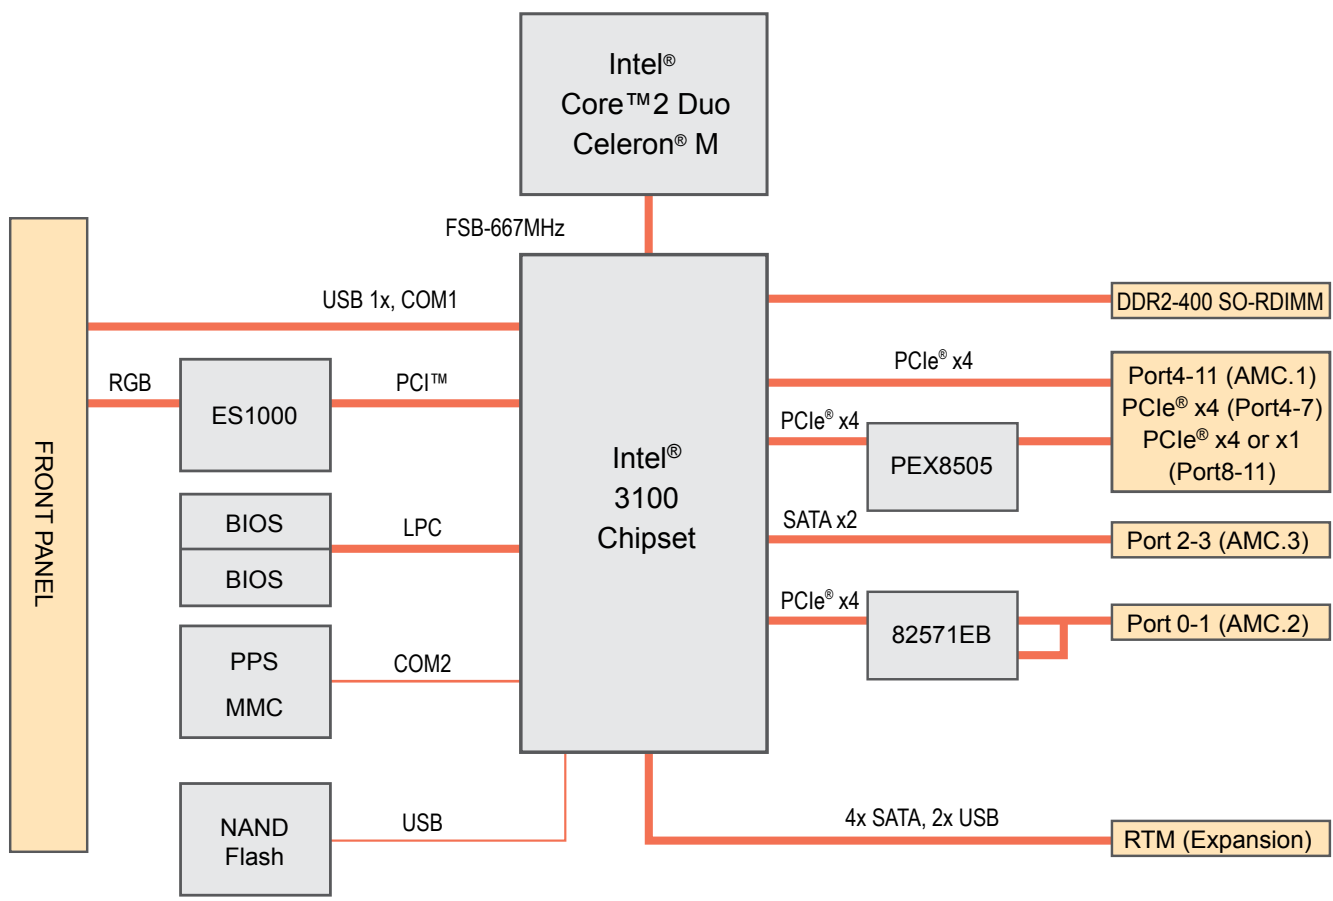 Intel®
Core™2 Duo
Celeron® M
FSB-667MHz
USB 1x, COM1
DDR2-400 SO-RDIMM
RGB
ES1000
PCI™
PCIe® x4
Port4-11 (AMC.1)
PCIe® x4 (Port4-7)
PCIe® x4 or x1
(Port8-11)
PCIe® x4
PEX8505
FRONT PANEL
Intel®
3100
Chipset
BIOS
BIOS
LPC
SATA x2
Port 2-3 (AMC.3)
PCIe® x4
82571EB
Port 0-1 (AMC.2)
PPS
MMC
COM2
NAND
Flash
USB
4x SATA, 2x USB
RTM (Expansion)